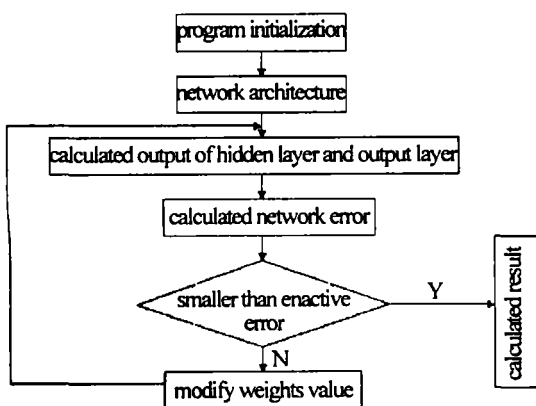 program initialization
network architecture
calculated output of hidden layer and output layer
calculated network error
smaller than enactive
error
Y
calculated result
N
modify weights value